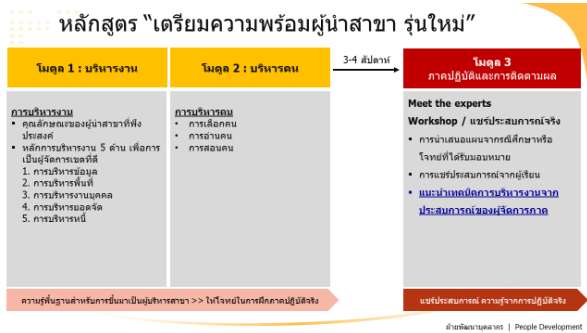 หลักสูตร “เตรียมความพร้อมผู้นำสาขา รุ่นใหม่”
โมดูล 1 : บริหารงาน
โมดูล 2 : บริหารคน
3-4 สัปดาห์
โมดูล 3
ภาคปฏิบัติและการติดตามผล
การบริหารงาน
▪ คุณลักษณะของผู้นำสาขาที่พึง
ประสงค์
▪ หลักการบริหารงาน 5 ด้าน เพื่อการ
เป็นผู้จัดการเขตที่ดี
1. การบริหารข้อมูล
2. การบริหารพื้นที่
3. การบริหารงานบุคคล
4. การบริหารยอดจัด
5. การบริหารหนี้
การบริหารคน
• การเลือกคน
• การอ่านคน
• การสอนคน
Meet the experts
Workshop / แชร์ประสบการณ์จริง
▪ การนำเสนอแผนจากกรณีศึกษาหรือ
โจทย์ที่ได้รับมอบหมาย
▪ การแชร์ประสบการณ์จากผู้เรียน
▪ แนะนำเทคนิคการบริหารงานจาก
ประสบการณ์ของผู้จัดการภาค
ความรู้พื้นฐานสำหรับการขึ้นมาเป็นผู้บริหารสาขา >> ให้โจทย์ในการฝึกภาคปฏิบัติจริง
แชร์ประสบการณ์ ความรู้จากการปฏิบัติจริง
ฝ่ายพัฒนาบุคลากร | People Development